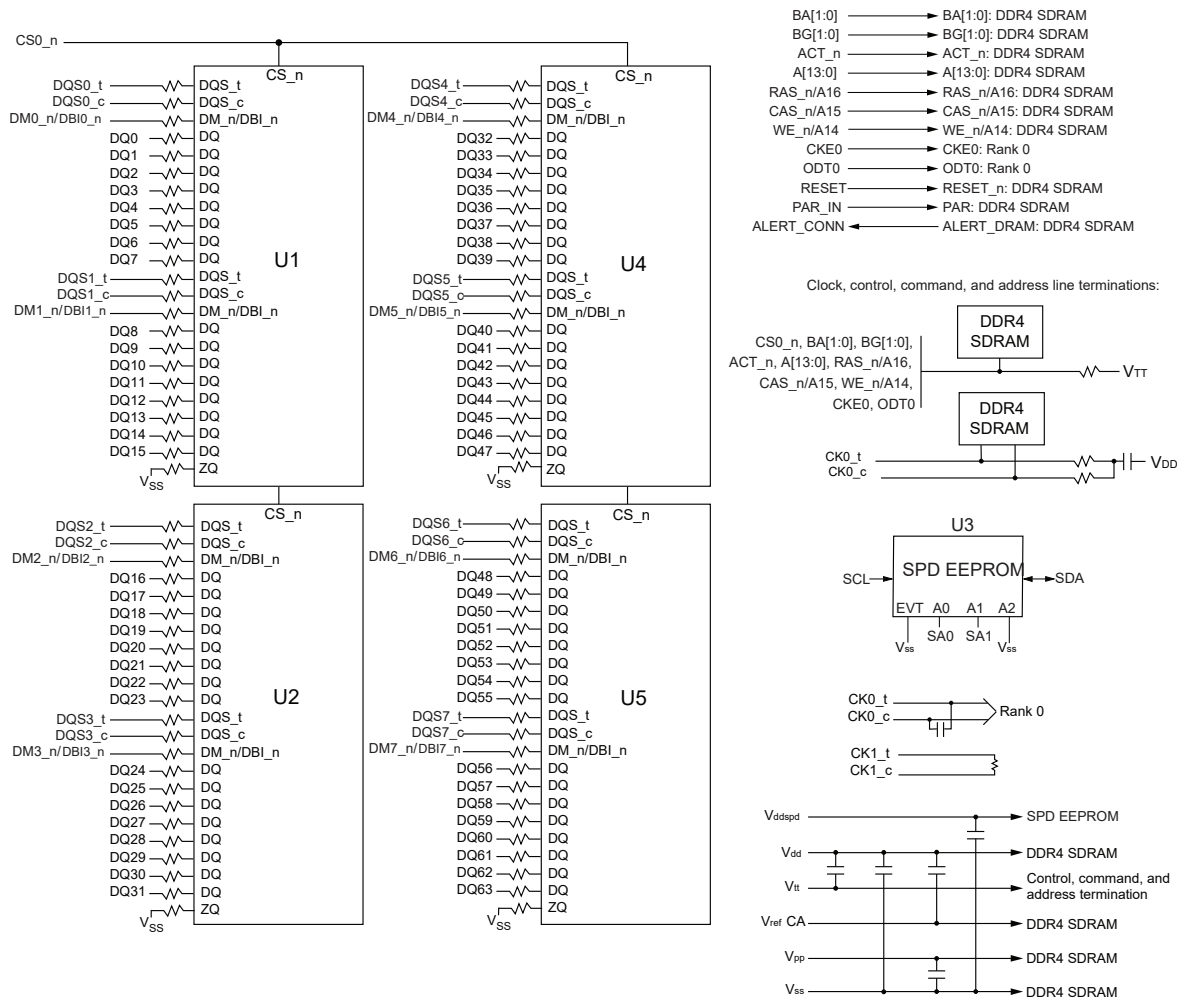 CS0_n
CS_n
DQS0_t DQS_t
DQS0_c DQS_c
DM0_n/DBI0_n DM_n/DBI_n
DQ0 DQ
DQ1 DQ
DQ2 DQ
DQ3 DQ
DQ4 DQ
DQ5 DQ
DQ6 DQ
DQ7 DQ
U1
DQS1_t DQS_t
DQS1_c DQS_c
DM1_n/DBI1_n DM_n/DBI_n
DQ8 DQ
DQ9 DQ
DQ10 DQ
DQ11 DQ
DQ12 DQ
DQ13 DQ
DQ14 DQ
DQ15 DQ
VSS ZQ
CS_n
DQS2_t DQS_t
DQS2_c DQS_c
DM2_n/DBI2_n DM_n/DBI_n
DQ16 DQ
DQ17 DQ
DQ18 DQ
DQ19 DQ
DQ20 DQ
DQ21 DQ
DQ22 DQ
DQ23 DQ
U2
DQS3_t DQS_t
DQS3_c DQS_c
DM3_n/DBI3_n DM_n/DBI_n
DQ24 DQ
DQ25 DQ
DQ26 DQ
DQ27 DQ
DQ28 DQ
DQ29 DQ
DQ30 DQ
DQ31 DQ
VSS ZQ
CS_n
DQS4_t DQS_t
DQS4_c DQS_c
DM4_n/DBI4_n DM_n/DBI_n
DQ32 DQ
DQ33 DQ
DQ34 DQ
DQ35 DQ
DQ36 DQ
DQ37 DQ
DQ38 DQ
DQ39 DQ
U4
DQS5_t DQS_t
DQS5_c DQS_c
DM5_n/DBI5_n DM_n/DBI_n
DQ40 DQ
DQ41 DQ
DQ42 DQ
DQ43 DQ
DQ44 DQ
DQ45 DQ
DQ46 DQ
DQ47 DQ
VSS ZQ
CS_n
DQS6_t DQS_t
DQS6_c DQS_c
DM6_n/DBI6_n DM_n/DBI_n
DQ48 DQ
DQ49 DQ
DQ50 DQ
DQ51 DQ
DQ52 DQ
DQ53 DQ
DQ54 DQ
DQ55 DQ
U5
DQS7_t DQS_t
DQS7_c DQS_c
DM7_n/DBI7_n DM_n/DBI_n
DQ56 DQ
DQ57 DQ
DQ58 DQ
DQ59 DQ
DQ60 DQ
DQ61 DQ
DQ62 DQ
DQ63 DQ
VSS ZQ
BA[1:0] BA[1:0]: DDR4 SDRAM
BG[1:0] BG[1:0]: DDR4 SDRAM
ACT_n ACT_n: DDR4 SDRAM
A[13:0] A[13:0]: DDR4 SDRAM
RAS_n/A16 RAS_n/A16: DDR4 SDRAM
CAS_n/A15 CAS_n/A15: DDR4 SDRAM
WE_n/A14 WE_n/A14: DDR4 SDRAM
CKE0 CKE0: Rank 0
ODT0 ODT0: Rank 0
RESET RESET_n: DDR4 SDRAM
PAR_IN PAR: DDR4 SDRAM
ALERT_CONN ALERT_DRAM: DDR4 SDRAM
Clock, control, command, and address line terminations:
DDR4
SDRAM
CS0_n, BA[1:0], BG[1:0],
ACT_n, A[13:0], RAS_n/A16,
CAS_n/A15, WE_n/A14,
CKE0, ODT0
VTT
DDR4
SDRAM
CK0_t
CK0_c
VDD
U3
SPD EEPROM
SCL SDA
EVT A0 A1 A2
Vss SA0 SA1 Vss
CK0_t
CK0_c
Rank 0
CK1_t
CK1_c
Vddspd SPD EEPROM
Vdd DDR4 SDRAM
Vtt Control, command, and
address termination
Vref CA DDR4 SDRAM
Vpp DDR4 SDRAM
Vss DDR4 SDRAM